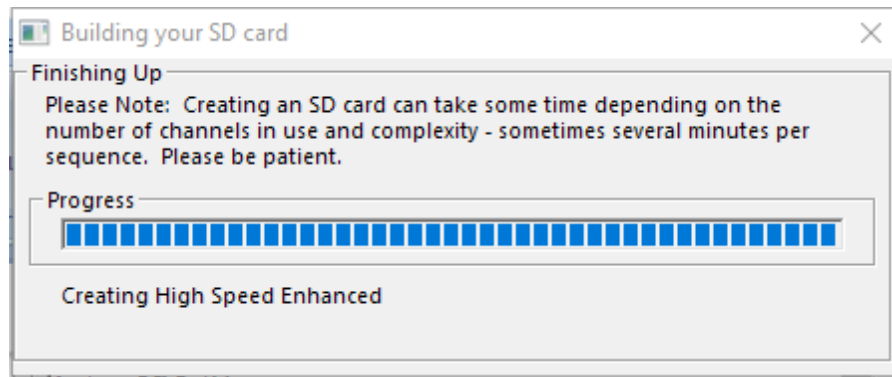 Building your SD card
Finishing Up
Please Note:  Creating an SD card can take some time depending on the
number of channels in use and complexity - sometimes several minutes per
sequence.  Please be patient.
Progress
Creating High Speed Enhanced